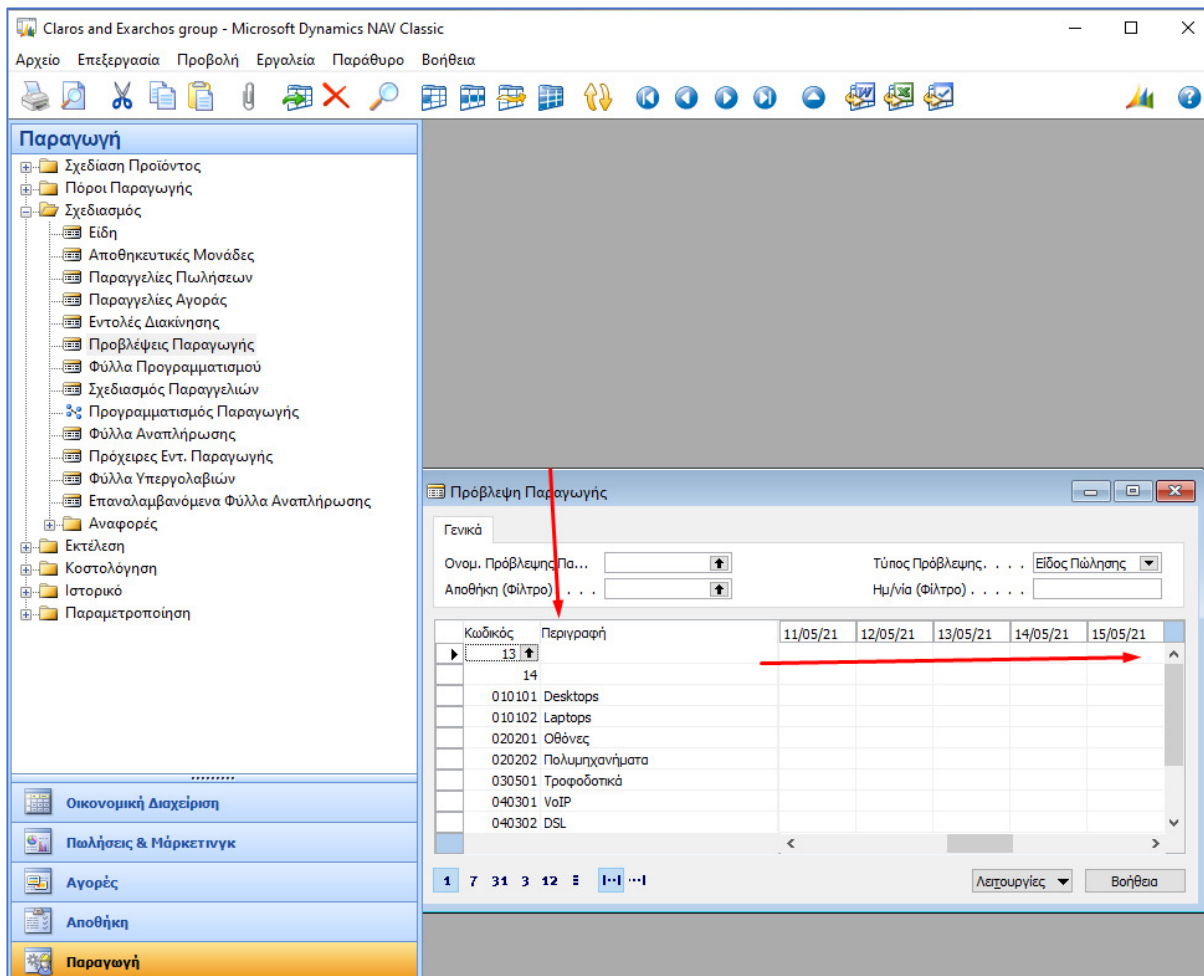 Claros and Exarchos group - Microsoft Dynamics NAV Classic
Αρχείο Επεξεργασία Προβολή Εργαλεία Παράθυρο Βοήθεια
Παραγωγή
Σχεδίαση Προϊόντος
Πόροι Παραγωγής
Σχεδιασμός
Είδη
Αποθηκευτικές Μονάδες
Παραγγελίες Πωλήσεων
Παραγγελίες Αγοράς
Εντολές Διακίνησης
Προβλέψεις Παραγωγής
Φύλλα Προγραμματισμού
Σχεδιασμός Παραγγελιών
Προγραμματισμός Παραγωγής
Φύλλα Αναπλήρωσης
Πρόχειρες Εντ. Παραγωγής
Φύλλα Υπεργολαβιών
Επαναλαμβανόμενα Φύλλα Αναπλήρωσης
Αναφορές
Εκτέλεση
Κοστολόγηση
Ιστορικό
Παραμετροποίηση
Οικονομική Διαχείριση
Πωλήσεις & Μάρκετινγκ
Αγορές
Αποθήκη
Παραγωγή
Πρόβλεψη Παραγωγής
Γενικά
Ονομ. Πρόβλεψης Πα... Τύπος Πρόβλεψης. . . . Είδος Πώλησης
Αποθήκη (Φίλτρο) . . . . Ημ/νία (Φίλτρο) . . . . .
Κωδικός Περιγραφή 11/05/21 12/05/21 13/05/21 14/05/21 15/05/21
13
14
010101 Desktops
010102 Laptops
020201 Οθόνες
020202 Πολυμηχανήματα
030501 Τροφοδοτικά
040301 VoIP
040302 DSL
1 7 31 3 12
Λειτουργίες Βοήθεια